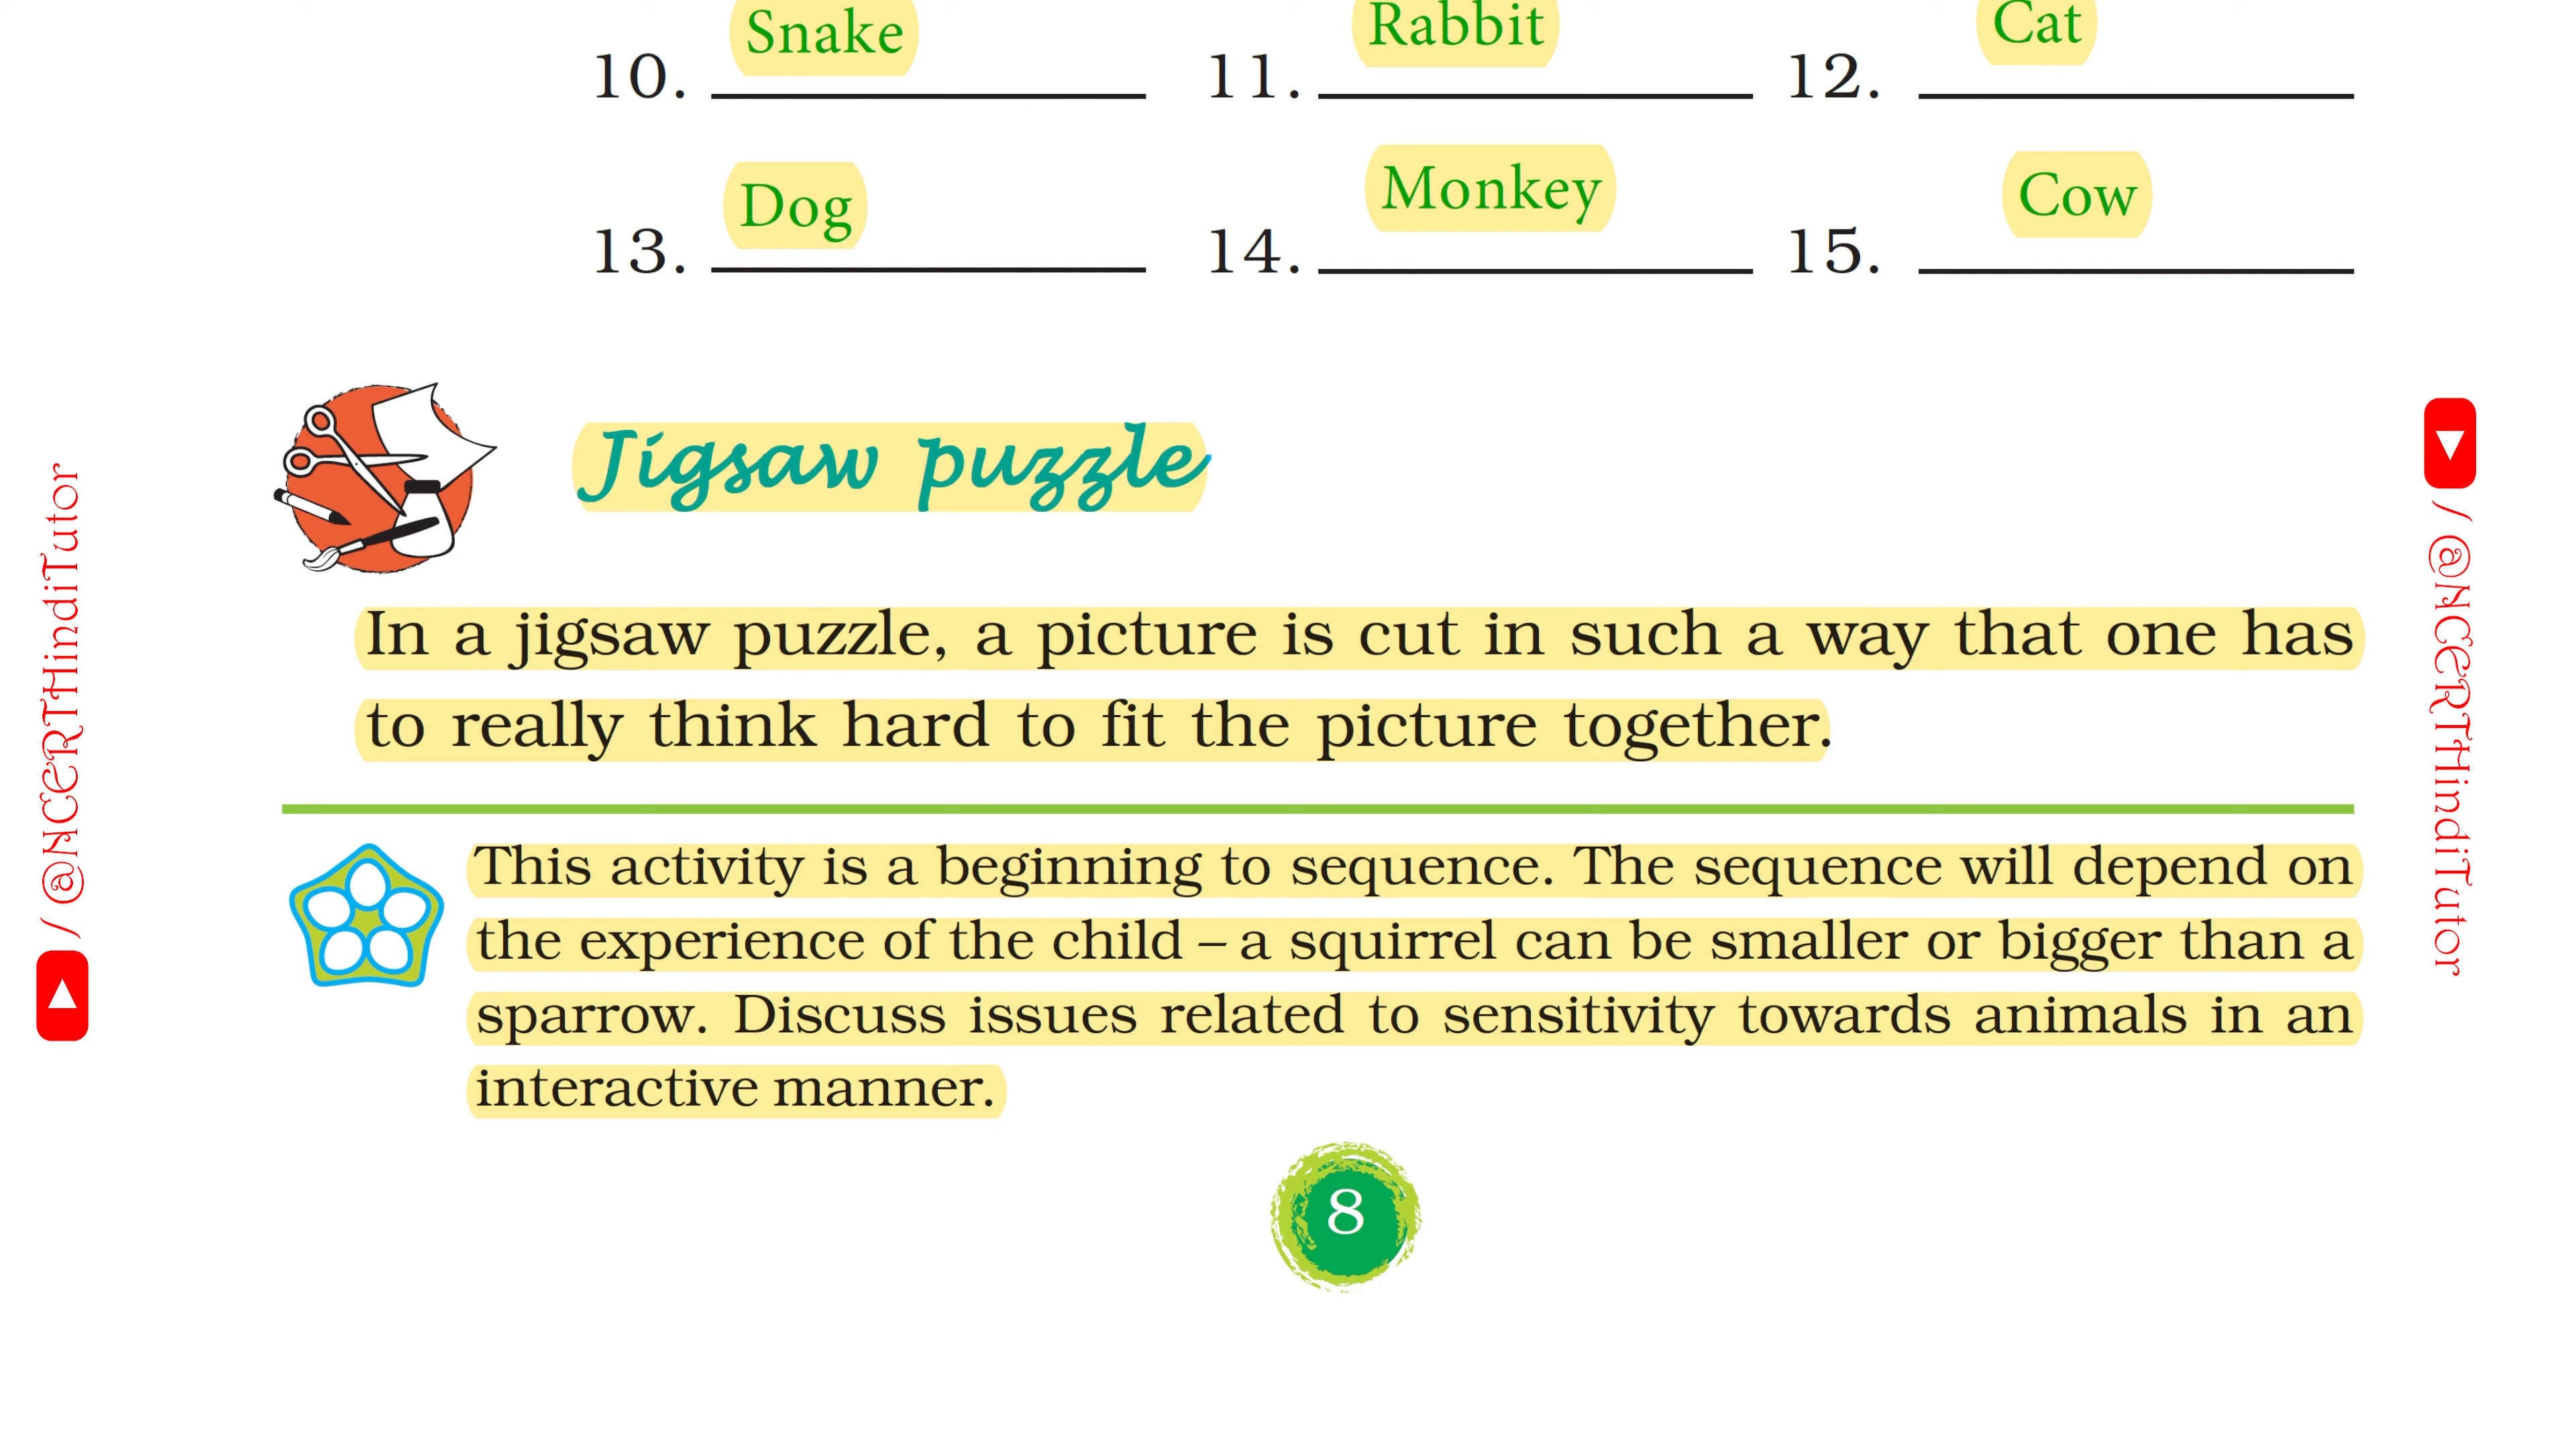 10. Snake 11. Rabbit 12. Cat
13. Dog 14. Monkey 15. Cow
Jigsaw puzzle
In a jigsaw puzzle, a picture is cut in such a way that one has
to really think hard to fit the picture together.
This activity is a beginning to sequence. The sequence will depend on
the experience of the child – a squirrel can be smaller or bigger than a
sparrow. Discuss issues related to sensitivity towards animals in an
interactive manner.
8
/ @NCERTHindiTutor
/ @NCERTHindiTutor